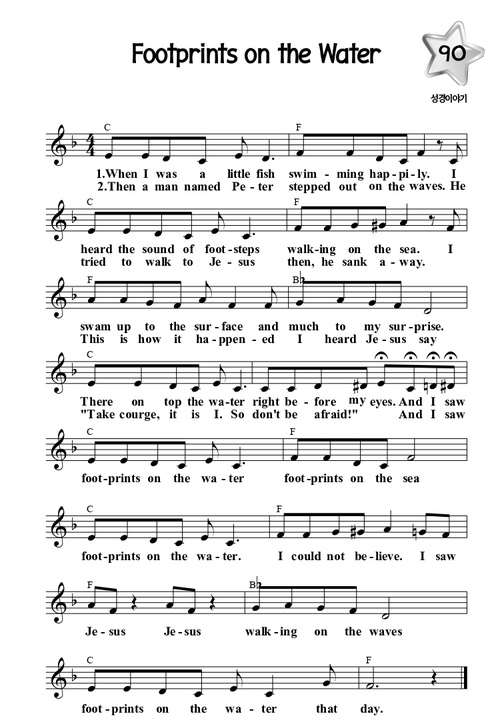 Footprints on the Water
90
성경이야기
C F
1.When I was a little fish swim - ming hap - pi - ly. I
2.Then a man named Pe - ter stepped out on the waves. He
C F
heard the sound of foot - steps walk - ing on the sea. I
tried to walk to Je - sus then, he sank a - way.
F Bb
swam up to the sur - face and much to my sur - prise.
This is how it ha - ppen - ed I heard Je - sus say
C
There on top the wa - ter right be - fore my eyes. And I saw
"Take courge, it is I. So don't be afraid!" And I saw
C F
foot - prints on the wa - ter foot - prints on the sea
C F
foot - prints on the wa - ter. I could not be - lieve. I saw
F Bb
Je - sus Je - sus walk - ing on the waves
C F
foot - prints on the wa - ter that day.